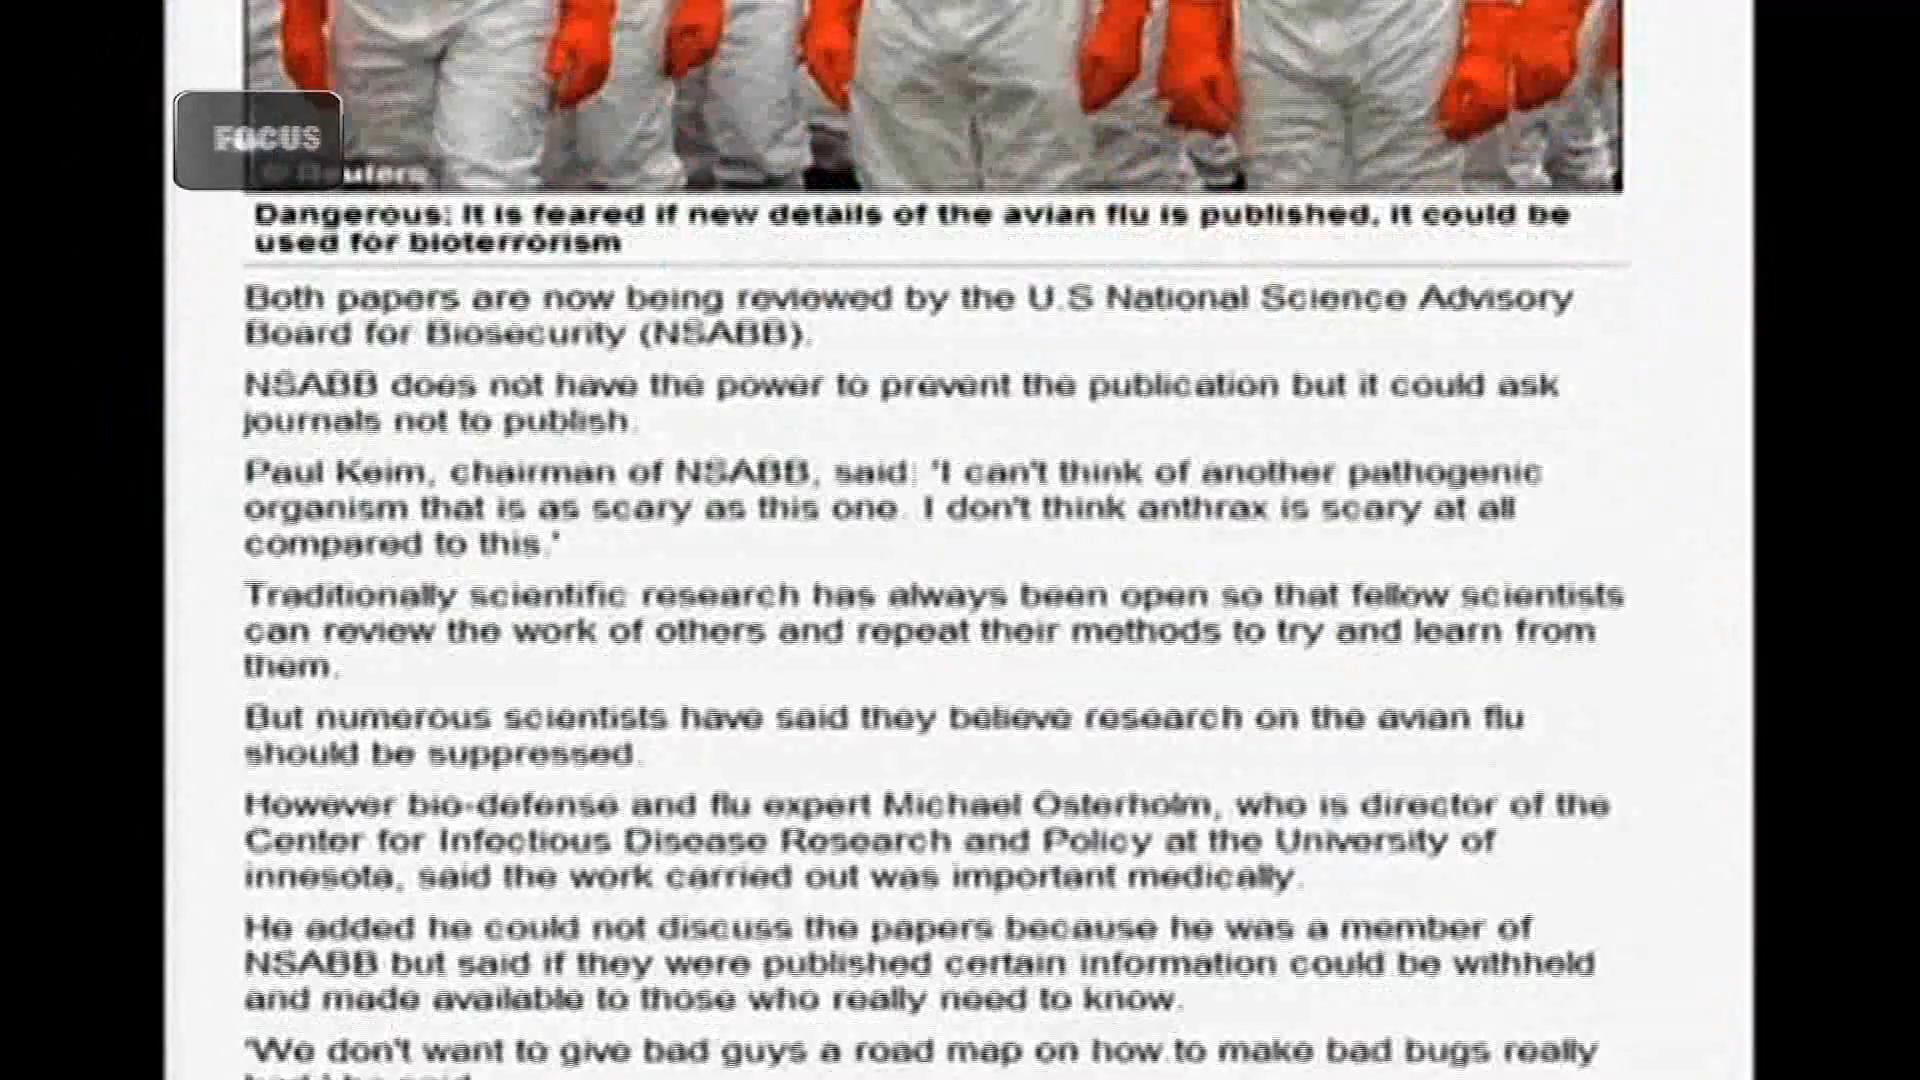 FOCUS
© Reuters
Dangerous: It is feared if new details of the avian flu is published, it could be
used for bioterrorism
Both papers are now being reviewed by the U.S National Science Advisory
Board for Biosecurity (NSABB).
NSABB does not have the power to prevent the publication but it could ask
journals not to publish.
Paul Keim, chairman of NSABB, said: 'I can't think of another pathogenic
organism that is as scary as this one. I don't think anthrax is scary at all
compared to this.'
Traditionally scientific research has always been open so that fellow scientists
can review the work of others and repeat their methods to try and learn from
them.
But numerous scientists have said they believe research on the avian flu
should be suppressed.
However bio-defense and flu expert Michael Osterholm, who is director of the
Center for Infectious Disease Research and Policy at the University of
innesota, said the work carried out was important medically.
He added he could not discuss the papers because he was a member of
NSABB but said if they were published certain information could be withheld
and made available to those who really need to know.
'We don't want to give bad guys a road map on how to make bad bugs really